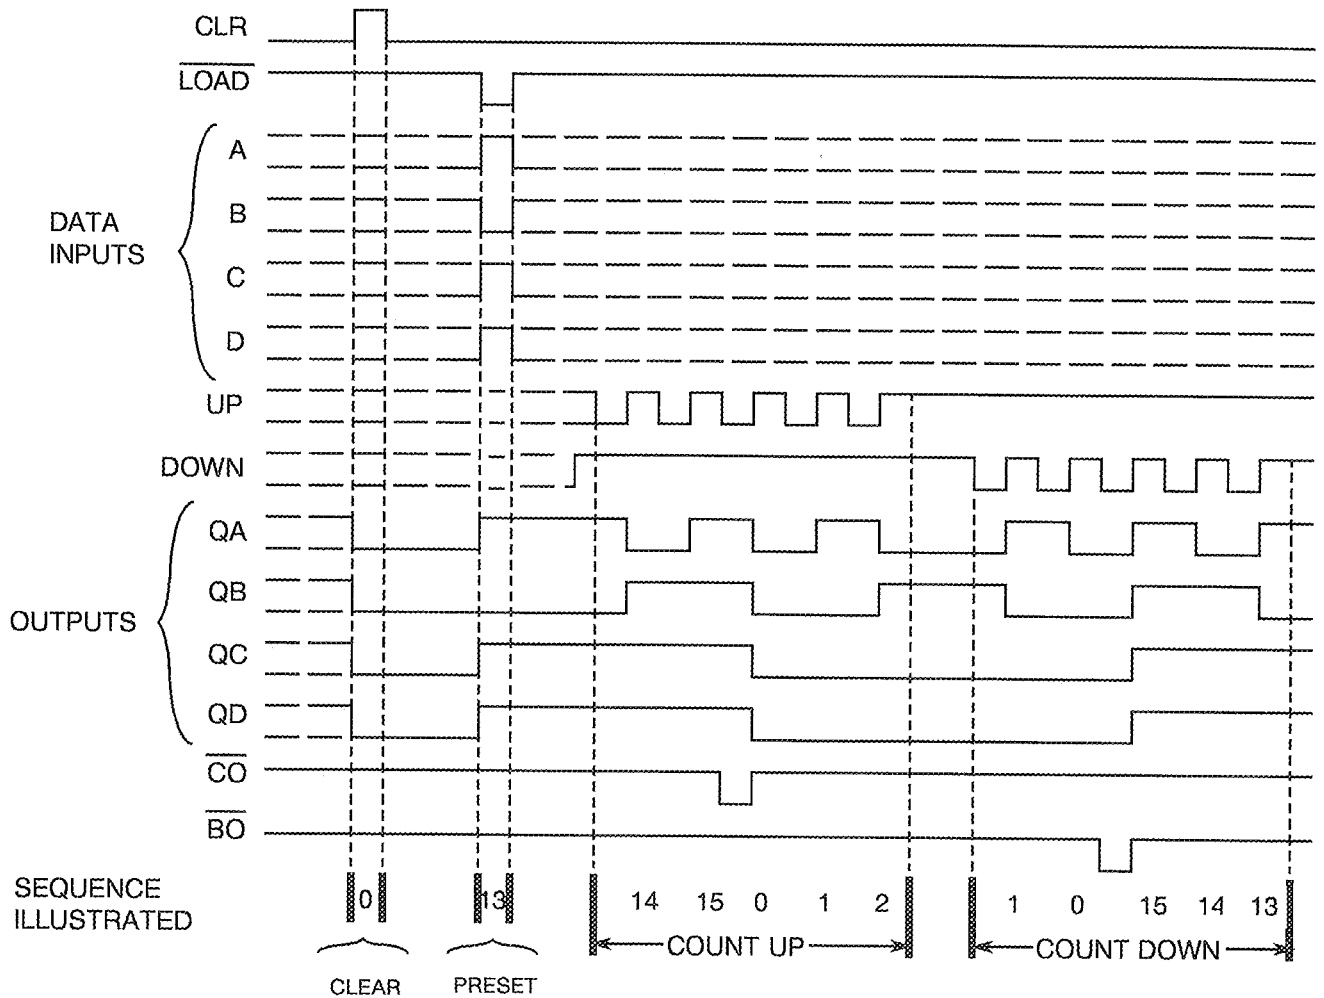 CLR
LOAD
DATA
INPUTS
A
B
C
D
UP
DOWN
OUTPUTS
QA
QB
QC
QD
CO
BO
SEQUENCE
ILLUSTRATED
0 13 14 15 0 1 2 1 0 15 14 13
COUNT UP COUNT DOWN
CLEAR PRESET